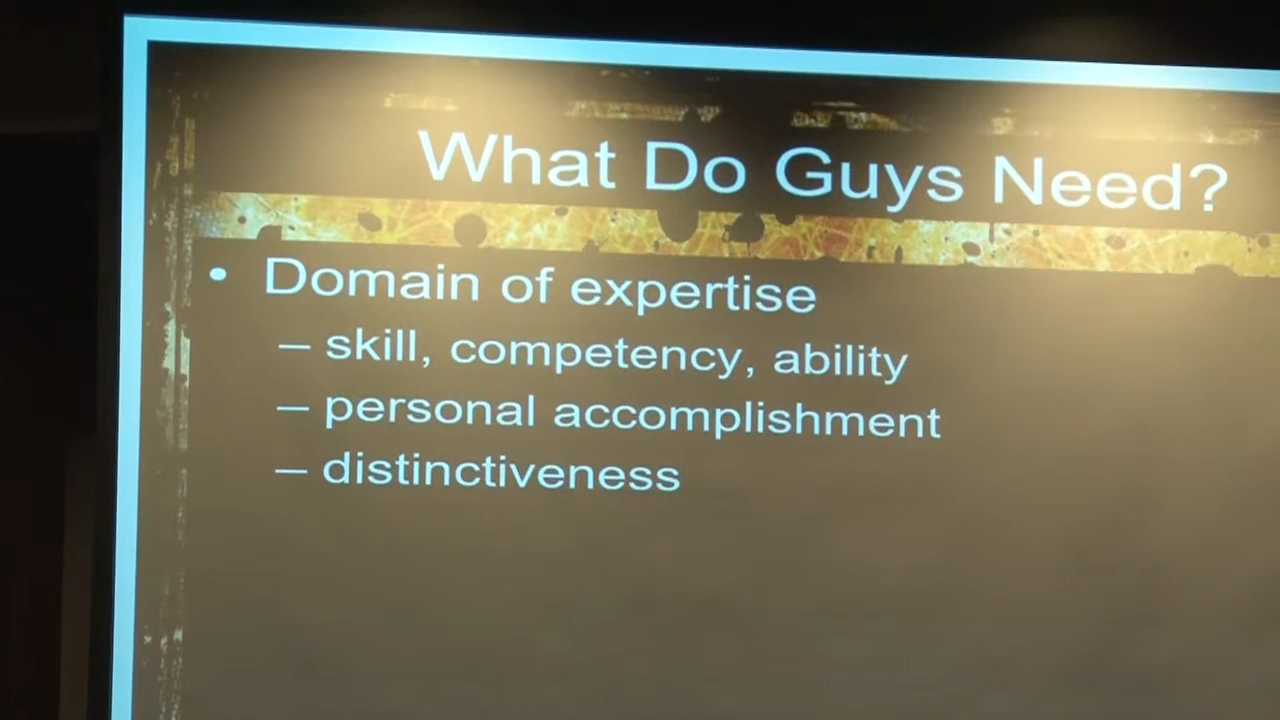 What Do Guys Need?
• Domain of expertise
– skill, competency, ability
– personal accomplishment
– distinctiveness